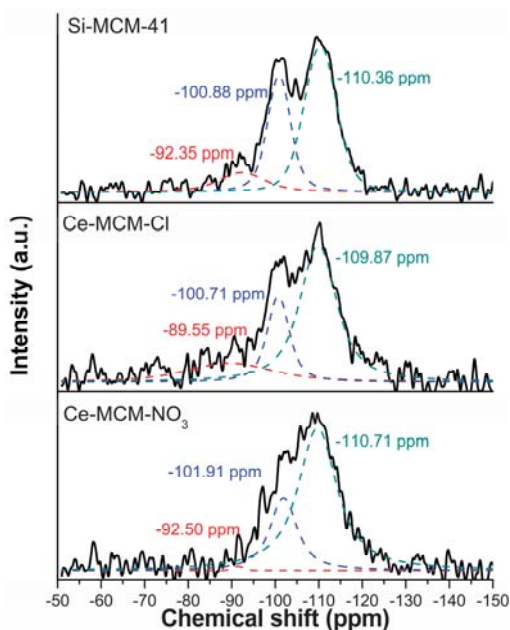 Si-MCM-41
-100.88 ppm
-110.36 ppm
-92.35 ppm
Ce-MCM-Cl
-109.87 ppm
-100.71 ppm
-89.55 ppm
Ce-MCM-NO₃
-110.71 ppm
-101.91 ppm
-92.50 ppm
Intensity (a.u.)
-50 -60 -70 -80 -90 -100 -110 -120 -130 -140 -150
Chemical shift (ppm)